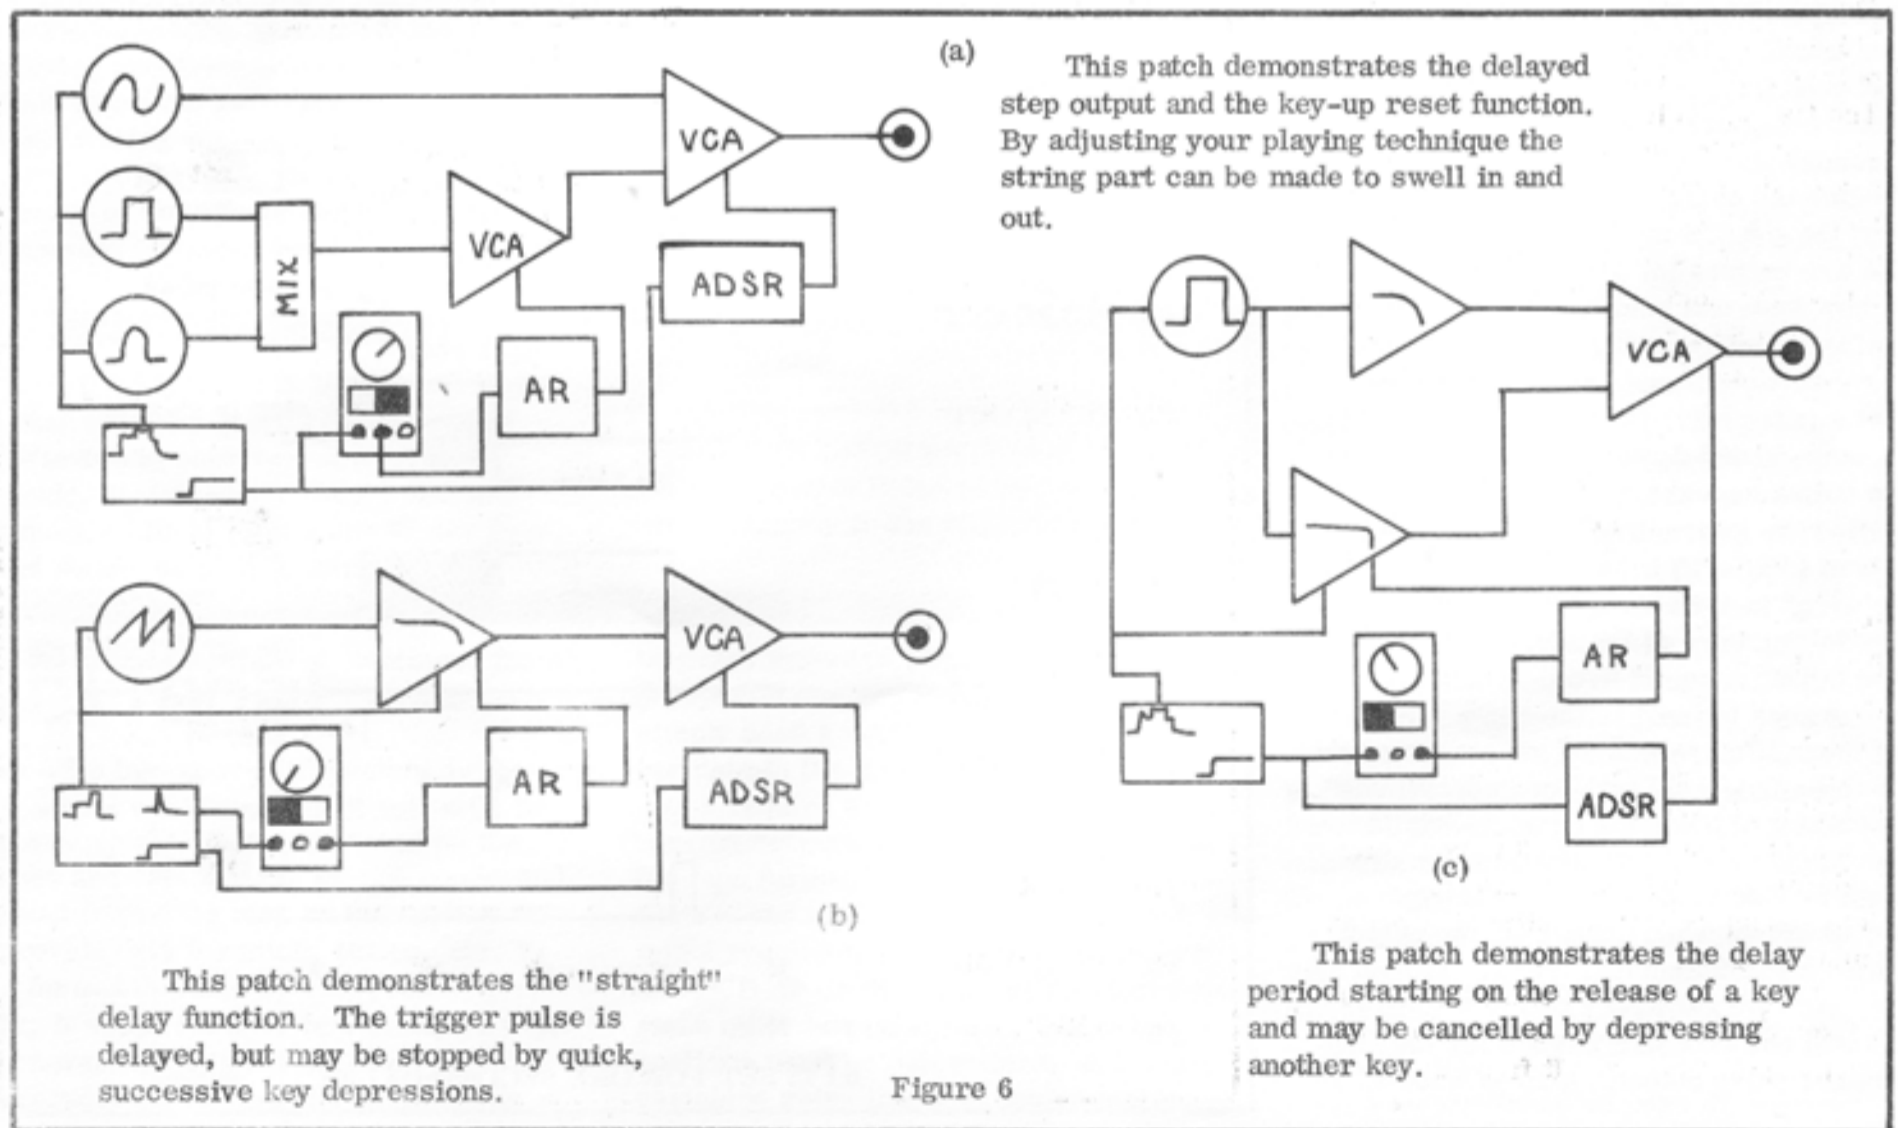 (a)
This patch demonstrates the delayed
step output and the key-up reset function.
By adjusting your playing technique the
string part can be made to swell in and
out.
VCA
VCA
MIX
ADSR
AR
VCA
AR
ADSR
(b)
This patch demonstrates the "straight"
delay function. The trigger pulse is
delayed, but may be stopped by quick,
successive key depressions.
VCA
AR
ADSR
(c)
This patch demonstrates the delay
period starting on the release of a key
and may be cancelled by depressing
another key.
Figure 6